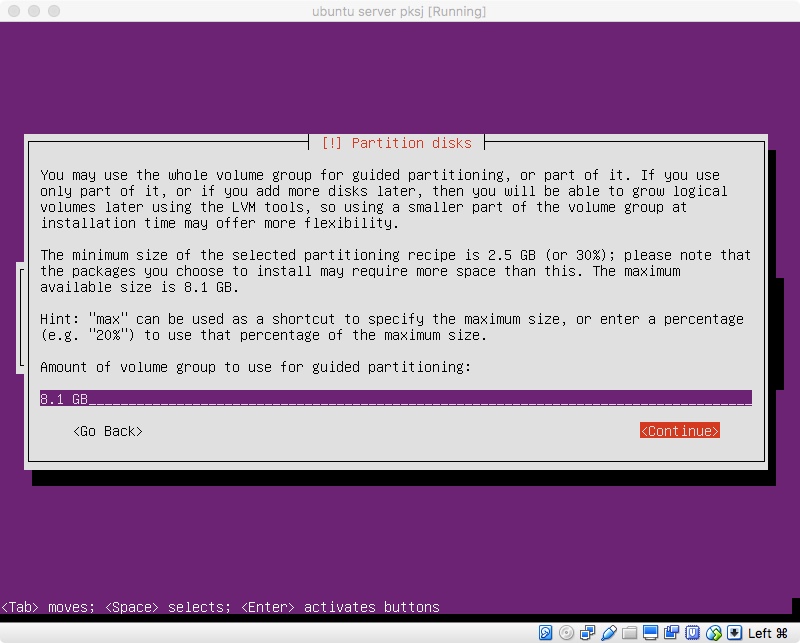 ubuntu server pksj [Running]
[!] Partition disks
You may use the whole volume group for guided partitioning, or part of it. If you use
only part of it, or if you add more disks later, then you will be able to grow logical
volumes later using the LVM tools, so using a smaller part of the volume group at
installation time may offer more flexibility.
The minimum size of the selected partitioning recipe is 2.5 GB (or 30%); please note that
the packages you choose to install may require more space than this. The maximum
available size is 8.1 GB.
Hint: "max" can be used as a shortcut to specify the maximum size, or enter a percentage
(e.g. "20%") to use that percentage of the maximum size.
Amount of volume group to use for guided partitioning:
8.1 GB
<Go Back> <Continue>
<Tab> moves; <Space> selects; <Enter> activates buttons
Left ⌘